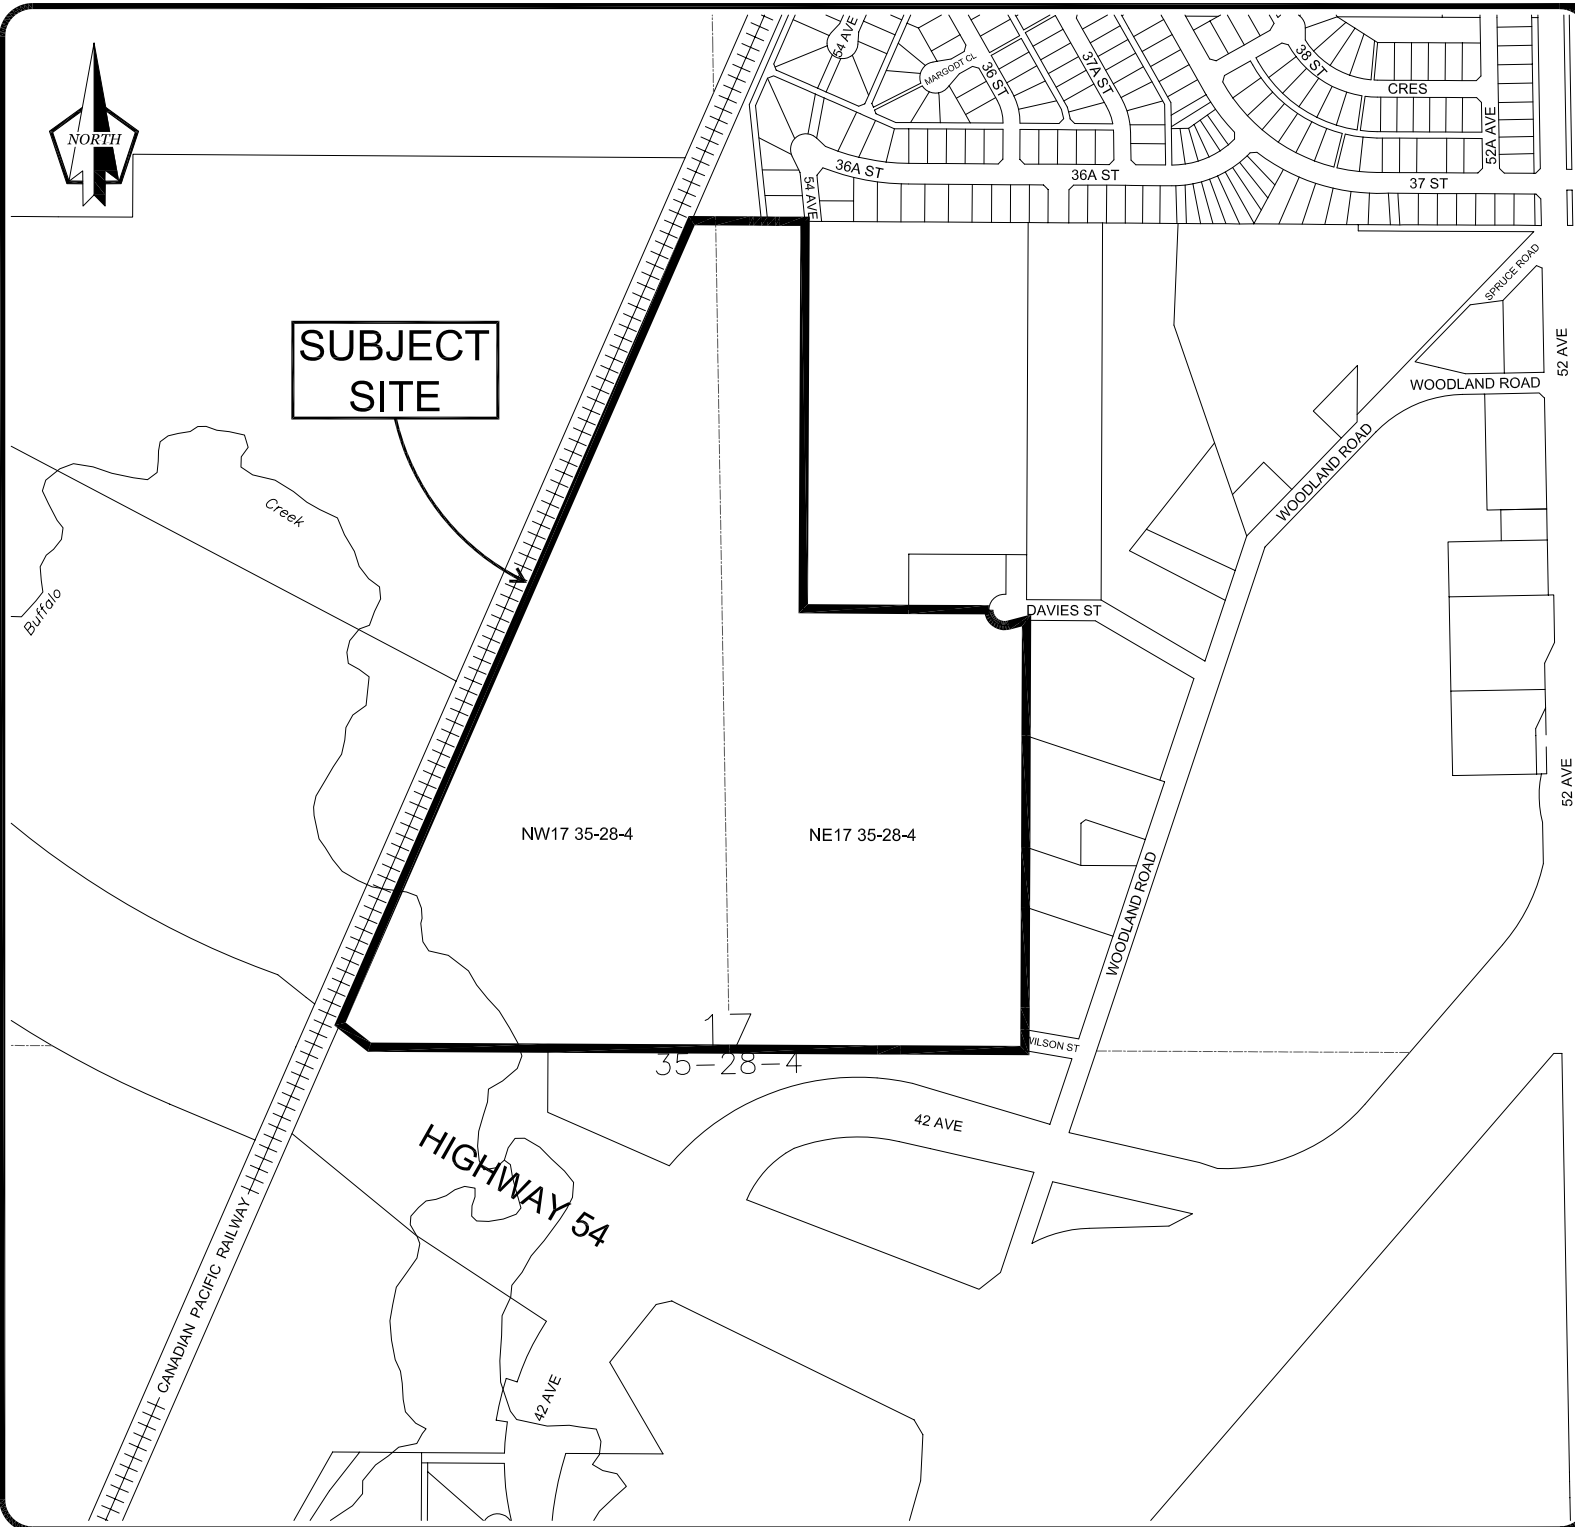 54 AVE
MARGODT CL
36 ST
37A ST
38 ST
CRES
52A AVE
NORTH
36A ST
36A ST
37 ST
54 AVE
SPRUCE ROAD
SUBJECT
SITE
52 AVE
WOODLAND ROAD
WOODLAND ROAD
Creek
Buffalo
DAVIES ST
52 AVE
NW17 35-28-4
NE17 35-28-4
WOODLAND ROAD
17
35-28-4
WILSON ST
42 AVE
HIGHWAY 54
CANADIAN PACIFIC RAILWAY
42 AVE